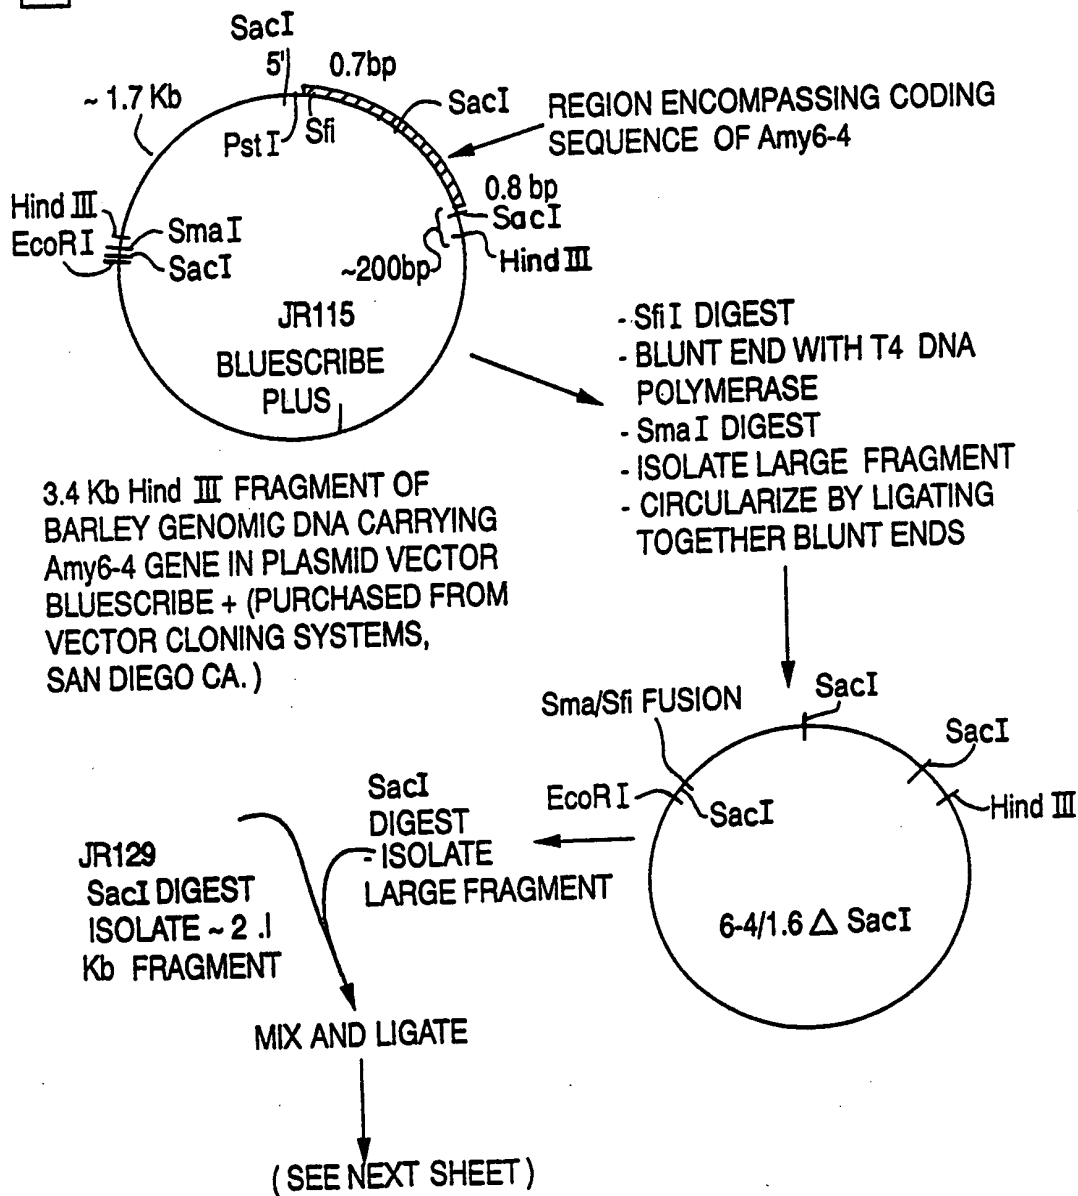 SacI
5'
0.7bp
~ 1.7 Kb
SacI
REGION ENCOMPASSING CODING
SEQUENCE OF Amy6-4
PstI
Sfi
0.8 bp
SacI
Hind III
~200bp
Hind III
EcoRI
SmaI
SacI
JR115
BLUESCRIBE
PLUS
- SfiI DIGEST
- BLUNT END WITH T4 DNA
POLYMERASE
- SmaI DIGEST
- ISOLATE LARGE FRAGMENT
- CIRCULARIZE BY LIGATING
TOGETHER BLUNT ENDS
3.4 Kb Hind III FRAGMENT OF
BARLEY GENOMIC DNA CARRYING
Amy6-4 GENE IN PLASMID VECTOR
BLUESCRIBE + (PURCHASED FROM
VECTOR CLONING SYSTEMS,
SAN DIEGO CA.)
Sma/Sfi FUSION
SacI
SacI
EcoRI
SacI
Hind III
6-4/1.6 △ SacI
SacI
DIGEST
- ISOLATE
LARGE FRAGMENT
JR129
SacI DIGEST
ISOLATE ~ 2 .1
Kb FRAGMENT
MIX AND LIGATE
(SEE NEXT SHEET)